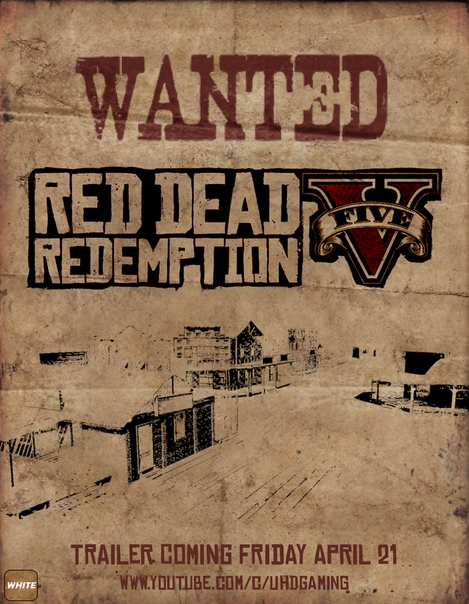 WANTED
RED DEAD
REDEMPTION
V
FIVE
TRAILER COMING FRIDAY APRIL 21
WWW.YOUTUBE.COM/C/UHDGAMING
WHITE